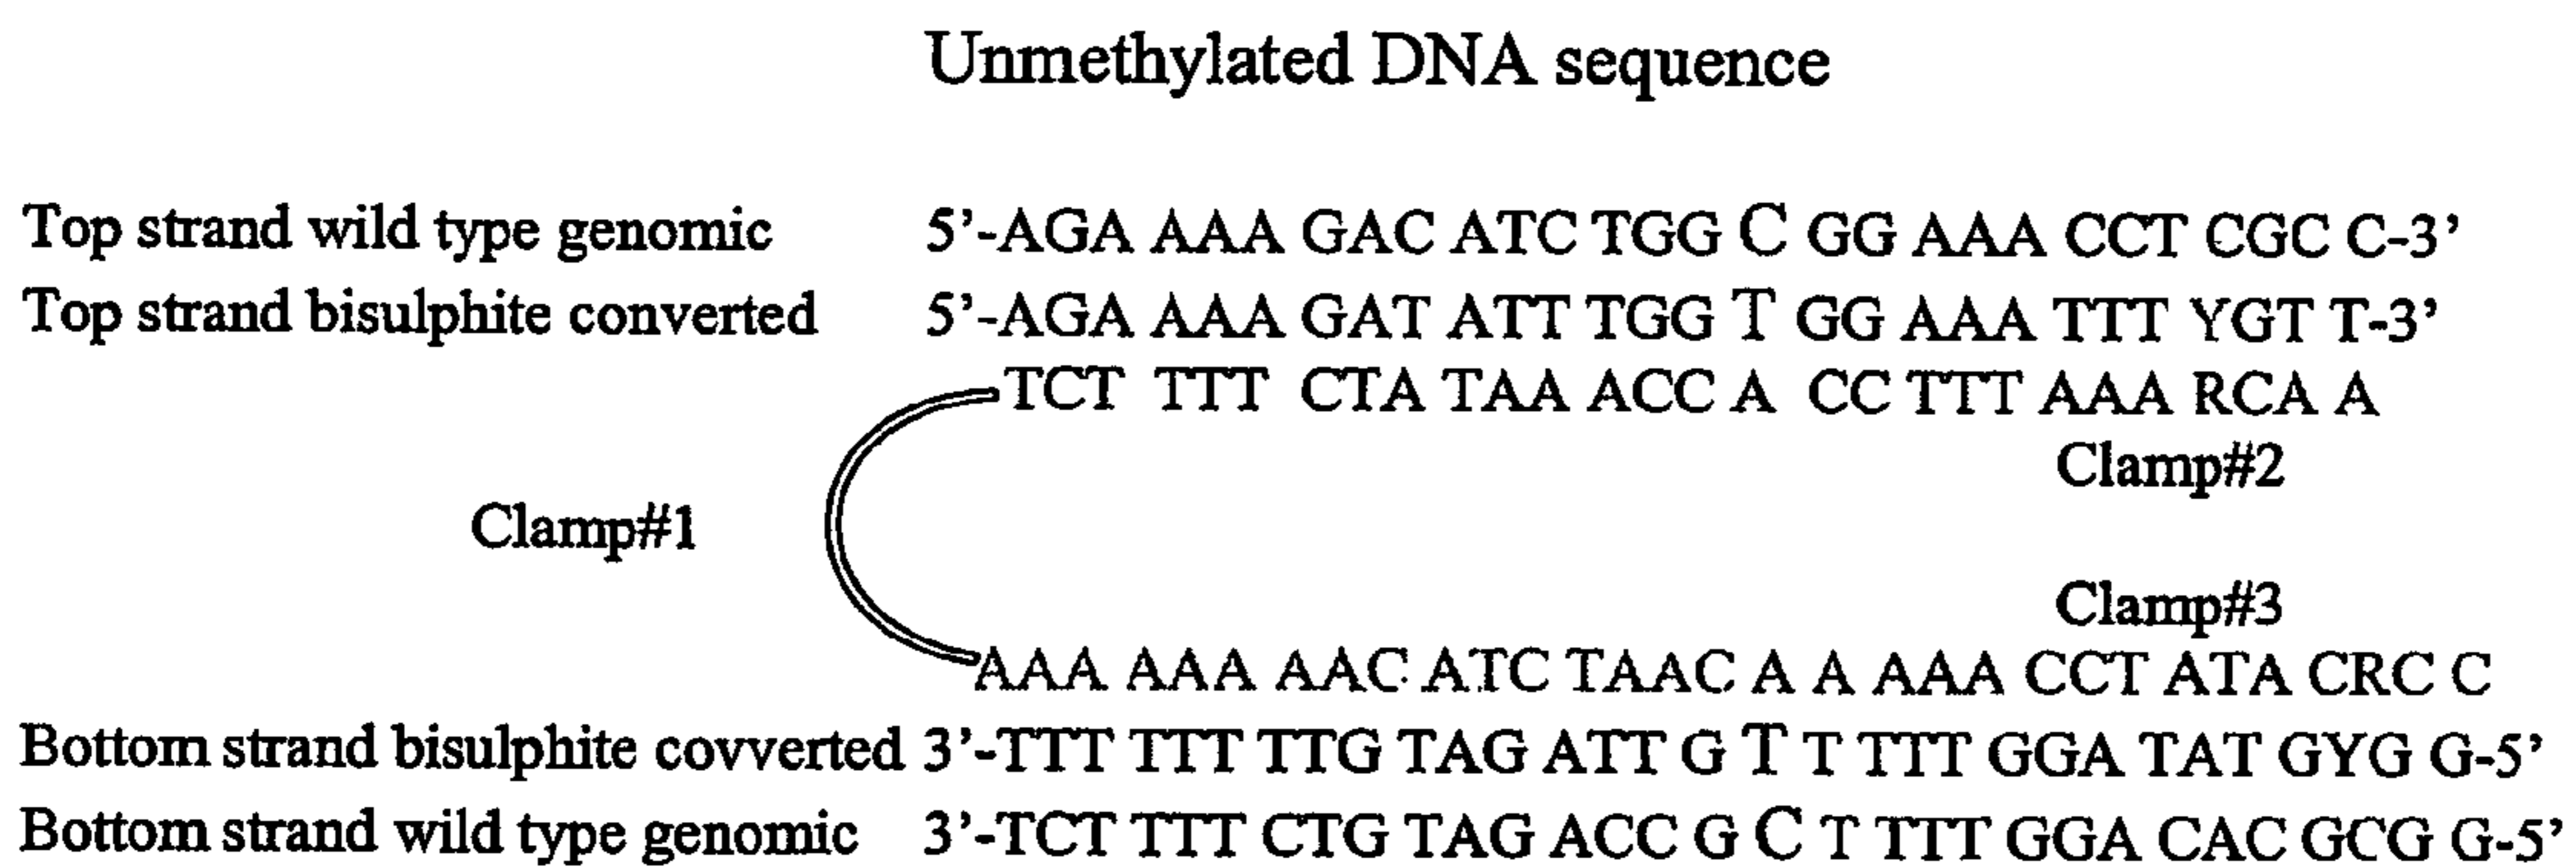 Unmethylated DNA sequence
Top strand wild type genomic 5’-AGA AAA GAC ATC TGG C GG AAA CCT CGC C-3’
Top strand bisulphite converted 5’-AGA AAA GAT ATT TGG T GG AAA TTT YGT T-3’
TCT TTT CTA TAA ACC A CC TTT AAA RCA A
Clamp#2
Clamp#1
Clamp#3
AAA AAA AAC ATC TAAC A A AAA CCT ATA CRC C
Bottom strand bisulphite covverted 3’-TTT TTT TTG TAG ATT G T T TTT GGA TAT GYG G-5’
Bottom strand wild type genomic 3’-TCT TTT CTG TAG ACC G C T TTT GGA CAC GCG G-5’